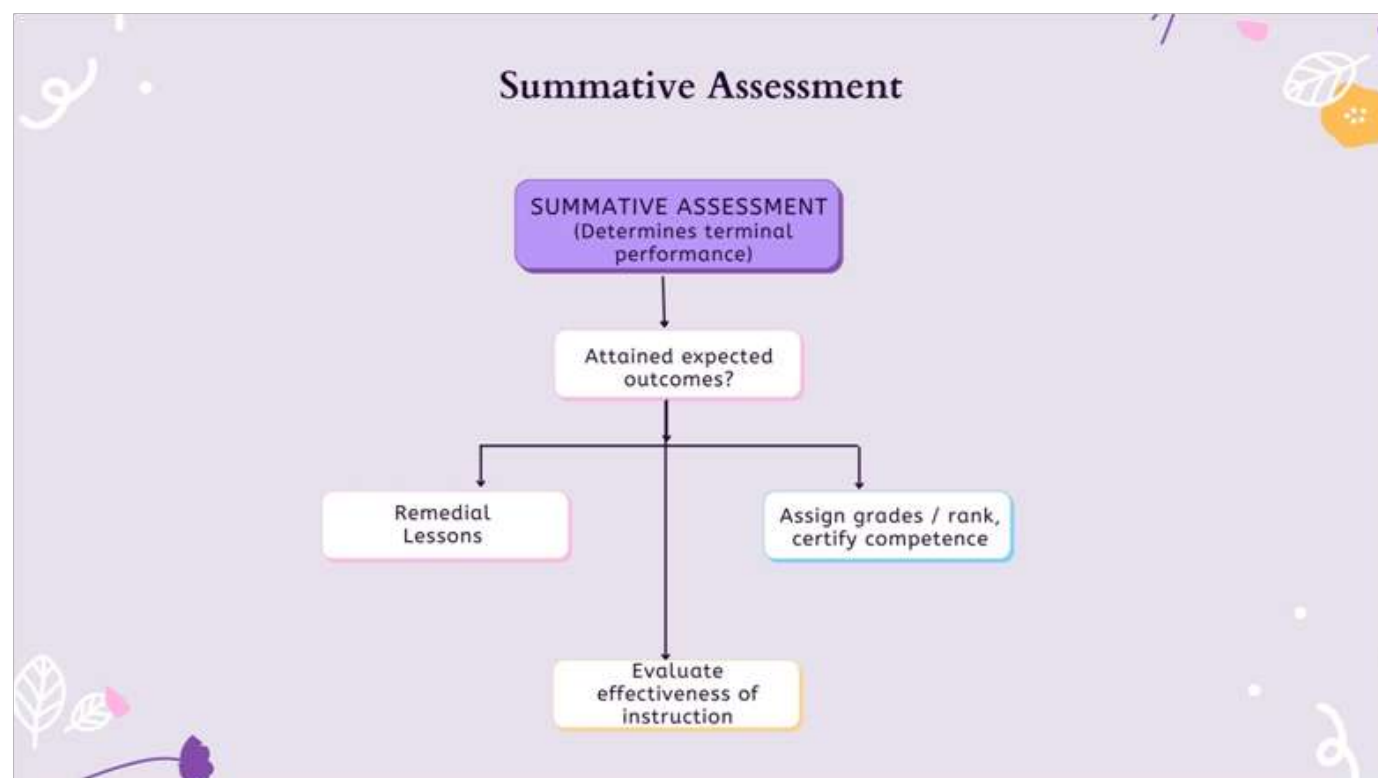 Summative Assessment
SUMMATIVE ASSESSMENT
(Determines terminal
performance)
Attained expected
outcomes?
Remedial
Lessons
Assign grades / rank,
certify competence
Evaluate
effectiveness of
instruction